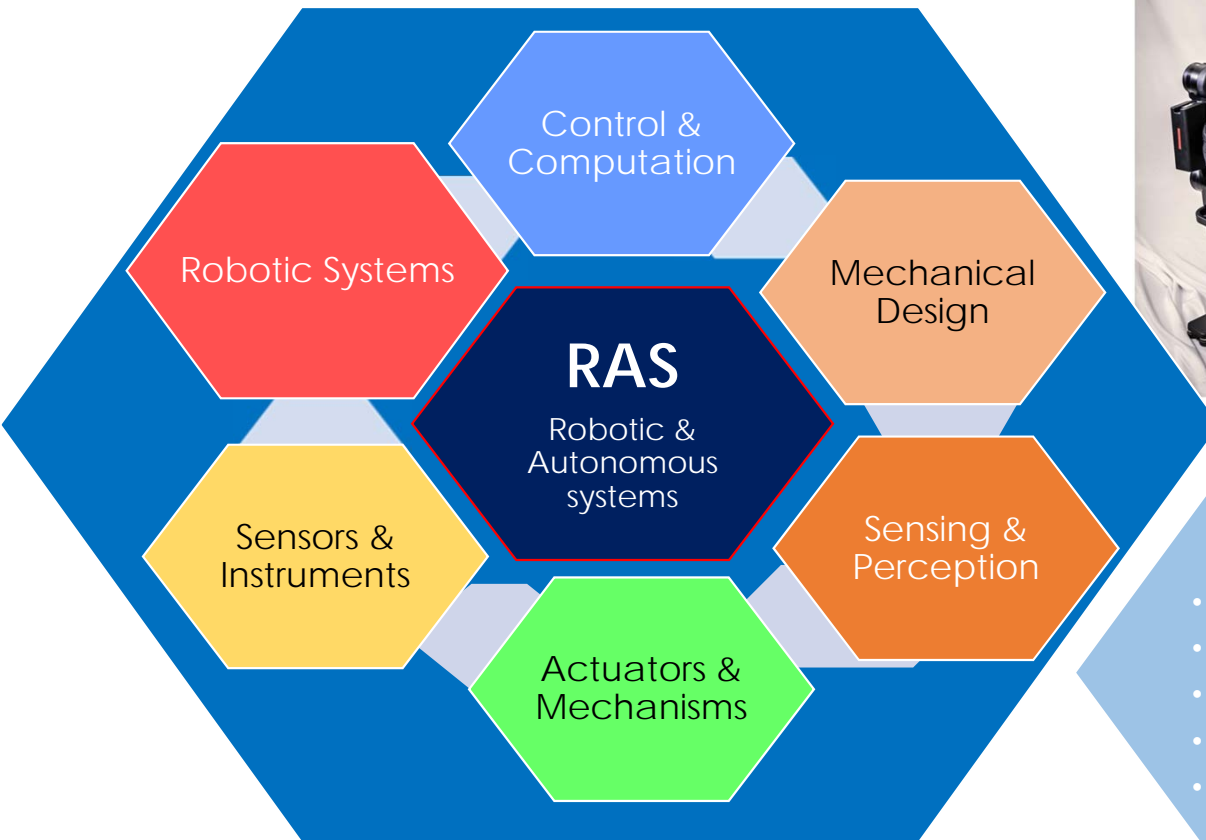 Control &
Computation
Robotic Systems
Mechanical
Design
RAS
Robotic &
Autonomous
systems
Sensors &
Instruments
Sensing &
Perception
Actuators &
Mechanisms